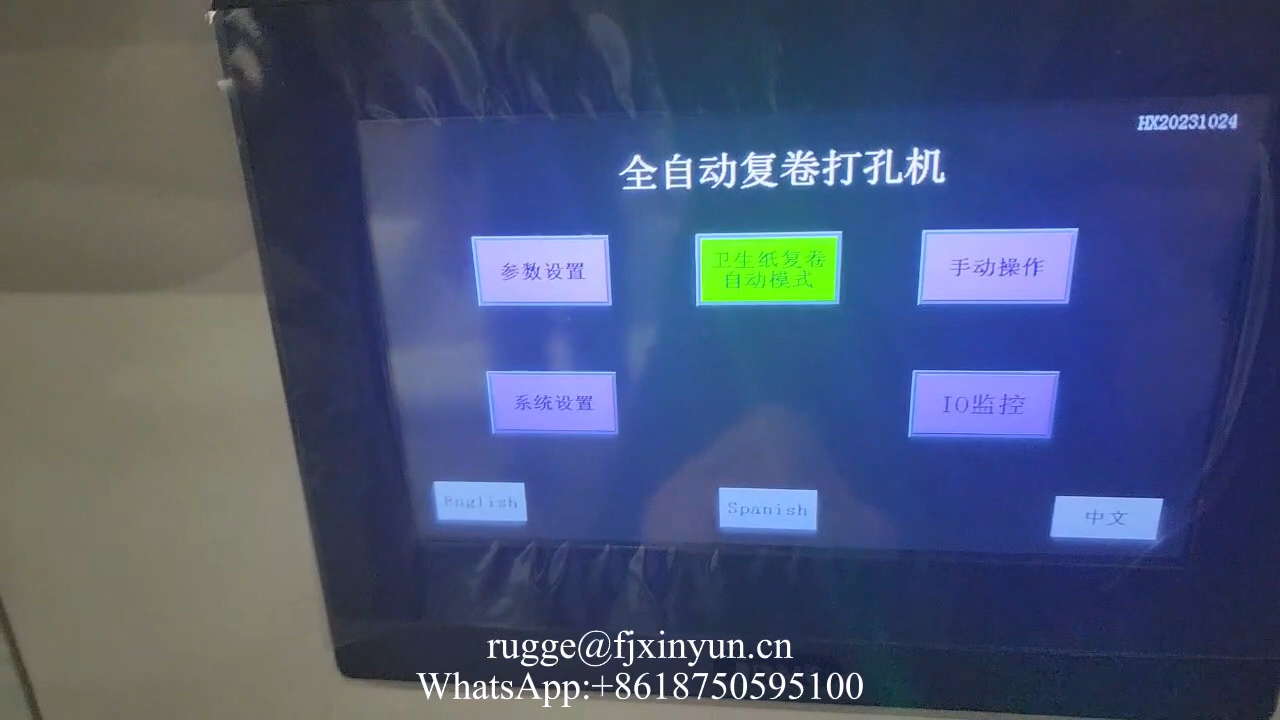 HX20231024
全自动复卷打孔机
参数设置
卫生纸复卷
自动模式
手动操作
系统设置
IO监控
English
Spanish
中文
rugge@fjxinyun.cn
WhatsApp:+8618750595100